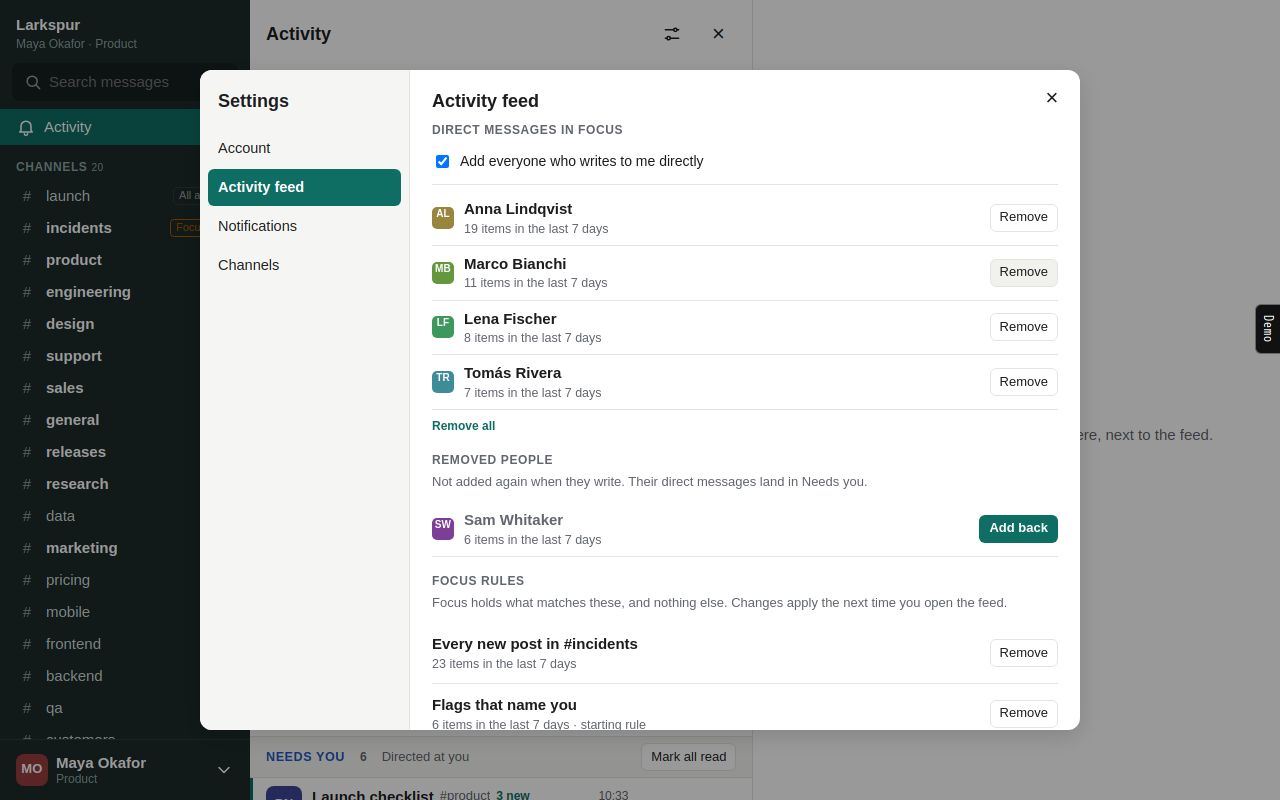 Larkspur
Maya Okafor · Product
Search messages
Activity
CHANNELS 20
# launch
All a
# incidents
Focu
# product
# engineering
# design
# support
# sales
# general
# releases
# research
# data
# marketing
# pricing
# mobile
# frontend
# backend
# qa
# customers
MO
Maya Okafor
Product
Activity
Settings
Account
Activity feed
Notifications
Channels
Activity feed
DIRECT MESSAGES IN FOCUS
Add everyone who writes to me directly
AL
Anna Lindqvist
19 items in the last 7 days
Remove
MB
Marco Bianchi
11 items in the last 7 days
Remove
LF
Lena Fischer
8 items in the last 7 days
Remove
TR
Tomás Rivera
7 items in the last 7 days
Remove
Remove all
REMOVED PEOPLE
Not added again when they write. Their direct messages land in Needs you.
SW
Sam Whitaker
6 items in the last 7 days
Add back
FOCUS RULES
Focus holds what matches these, and nothing else. Changes apply the next time you open the feed.
Every new post in #incidents
23 items in the last 7 days
Remove
Flags that name you
6 items in the last 7 days · starting rule
Remove
NEEDS YOU 6 Directed at you
Mark all read
Launch checklist #product 3 new 10:33
ere, next to the feed.
Demo